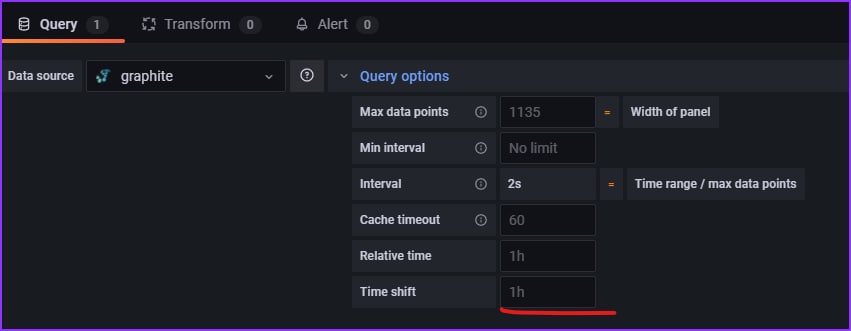 Query 1 Transform 0 Alert 0
Data source graphite Query options
Max data points 1135 = Width of panel
Min interval No limit
Interval 2s = Time range / max data points
Cache timeout 60
Relative time 1h
Time shift 1h